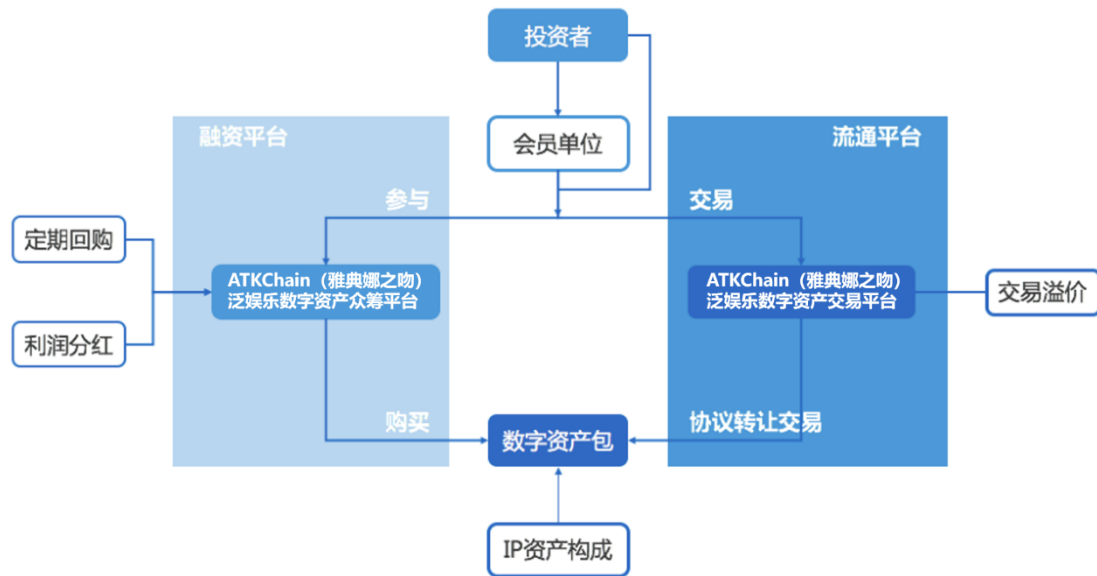 投资者
会员单位
融资平台
流通平台
参与
交易
定期回购
利润分红
ATKChain（雅典娜之吻）
泛娱乐数字资产众筹平台
ATKChain（雅典娜之吻）
泛娱乐数字资产交易平台
交易溢价
购买
数字资产包
协议转让交易
IP资产构成